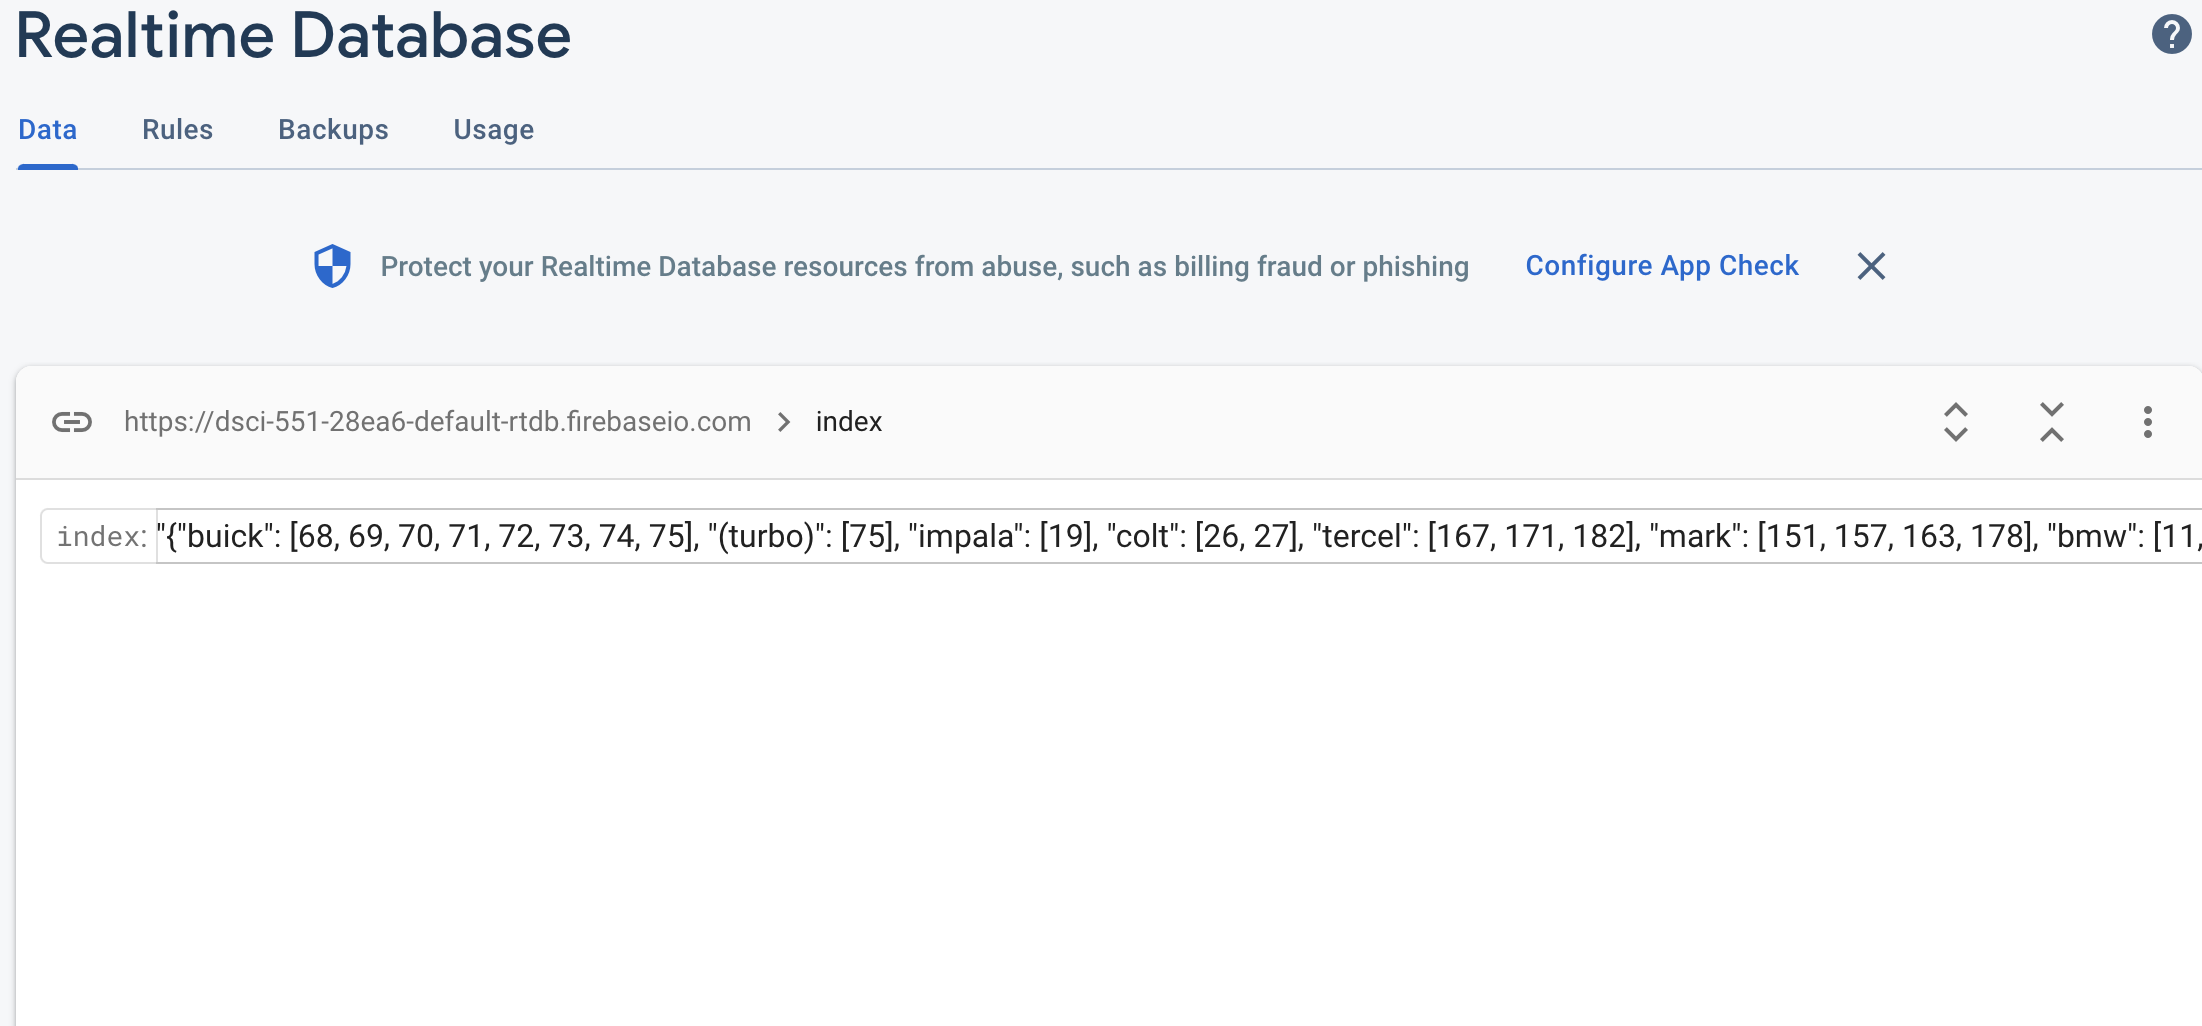 Realtime Database
?
Data Rules Backups Usage
Protect your Realtime Database resources from abuse, such as billing fraud or phishing Configure App Check
https://dsci-551-28ea6-default-rtdb.firebaseio.com > index
index: "{"buick": [68, 69, 70, 71, 72, 73, 74, 75], "(turbo)": [75], "impala": [19], "colt": [26, 27], "tercel": [167, 171, 182], "mark": [151, 157, 163, 178], "bmw": [11,